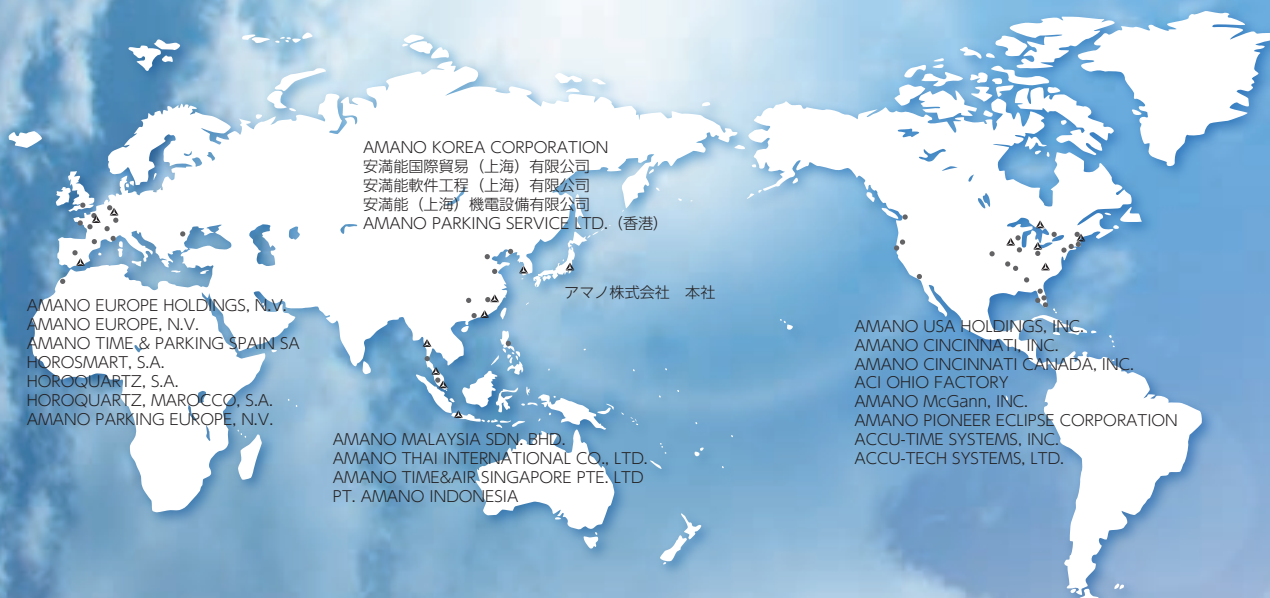 AMANO KOREA CORPORATION
安満能国際貿易（上海）有限公司
安満能軟件工程（上海）有限公司
安満能（上海）機電設備有限公司
AMANO PARKING SERVICE LTD.（香港）
アマノ株式会社　本社
AMANO EUROPE HOLDINGS, N.V.
AMANO EUROPE, N.V.
AMANO TIME & PARKING SPAIN SA
HOROSMART, S.A.
HOROQUARTZ, S.A.
HOROQUARTZ, MAROCCO, S.A.
AMANO PARKING EUROPE, N.V.
AMANO MALAYSIA SDN. BHD.
AMANO THAI INTERNATIONAL CO., LTD.
AMANO TIME&AIR SINGAPORE PTE. LTD
PT. AMANO INDONESIA
AMANO USA HOLDINGS, INC.
AMANO CINCINNATI, INC.
AMANO CINCINNATI CANADA, INC.
ACI OHIO FACTORY
AMANO McGann, INC.
AMANO PIONEER ECLIPSE CORPORATION
ACCU-TIME SYSTEMS, INC.
ACCU-TECH SYSTEMS, LTD.